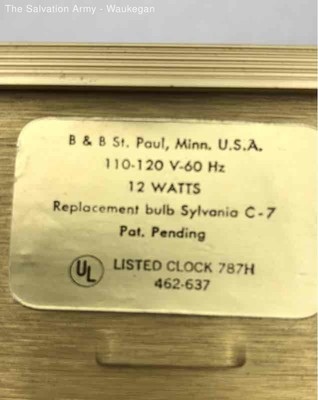 The Salvation Army - Waukegan
B & B St. Paul, Minn. U.S.A.
110-120 V-60 Hz
12 WATTS
Replacement bulb Sylvania C-7
Pat. Pending
UL LISTED CLOCK 787H
462-637